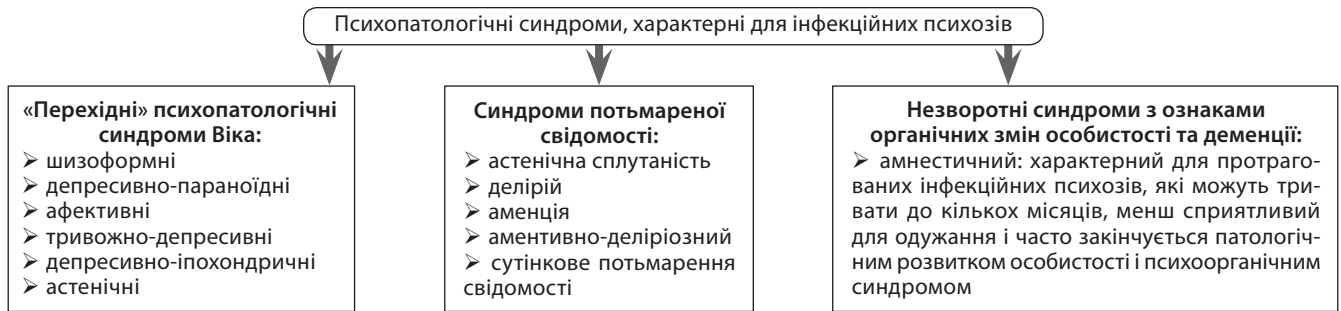 Психопатологічні синдроми, характерні для інфекційних психозів
«Перехідні» психопатологічні
синдроми Віка:
➢ шизоформні
➢ депресивно-параноїдні
➢ афективні
➢ тривожно-депресивні
➢ депресивно-іпохондричні
➢ астенічні
Синдроми потьмареної
свідомості:
➢ астенічна сплутаність
➢ делірій
➢ аменція
➢ аментивно-деліріозний
➢ сутінкове потьмарення
свідомості
Незворотні синдроми з ознаками
органічних змін особистості та деменції:
➢ амнестичний: характерний для протраго-
ваних інфекційних психозів, які можуть три-
вати до кількох місяців, менш сприятливий
для одужання і часто закінчується патологіч-
ним розвитком особистості і психоорганічним
синдромом